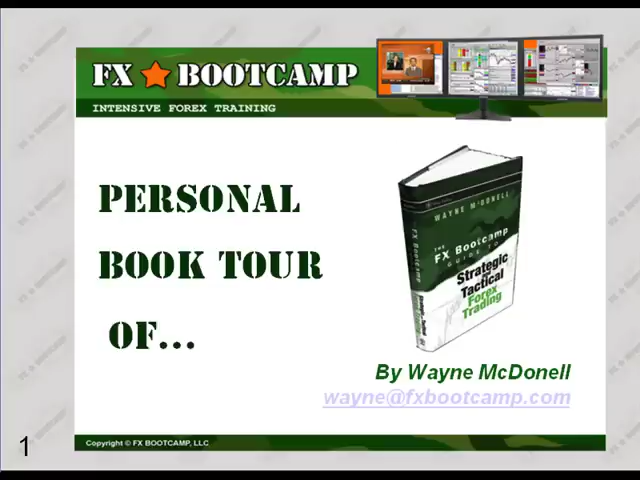 FX BOOTCAMP
INTENSIVE FOREX TRAINING
PERSONAL
BOOK TOUR
OF...
WAYNE McDONELL
THE
FX BOOTCAMP
GUIDE TO
Strategic
and
Tactical
Forex
Trading
By Wayne McDonell
wayne@fxbootcamp.com
Copyright © FX BOOTCAMP, LLC
1